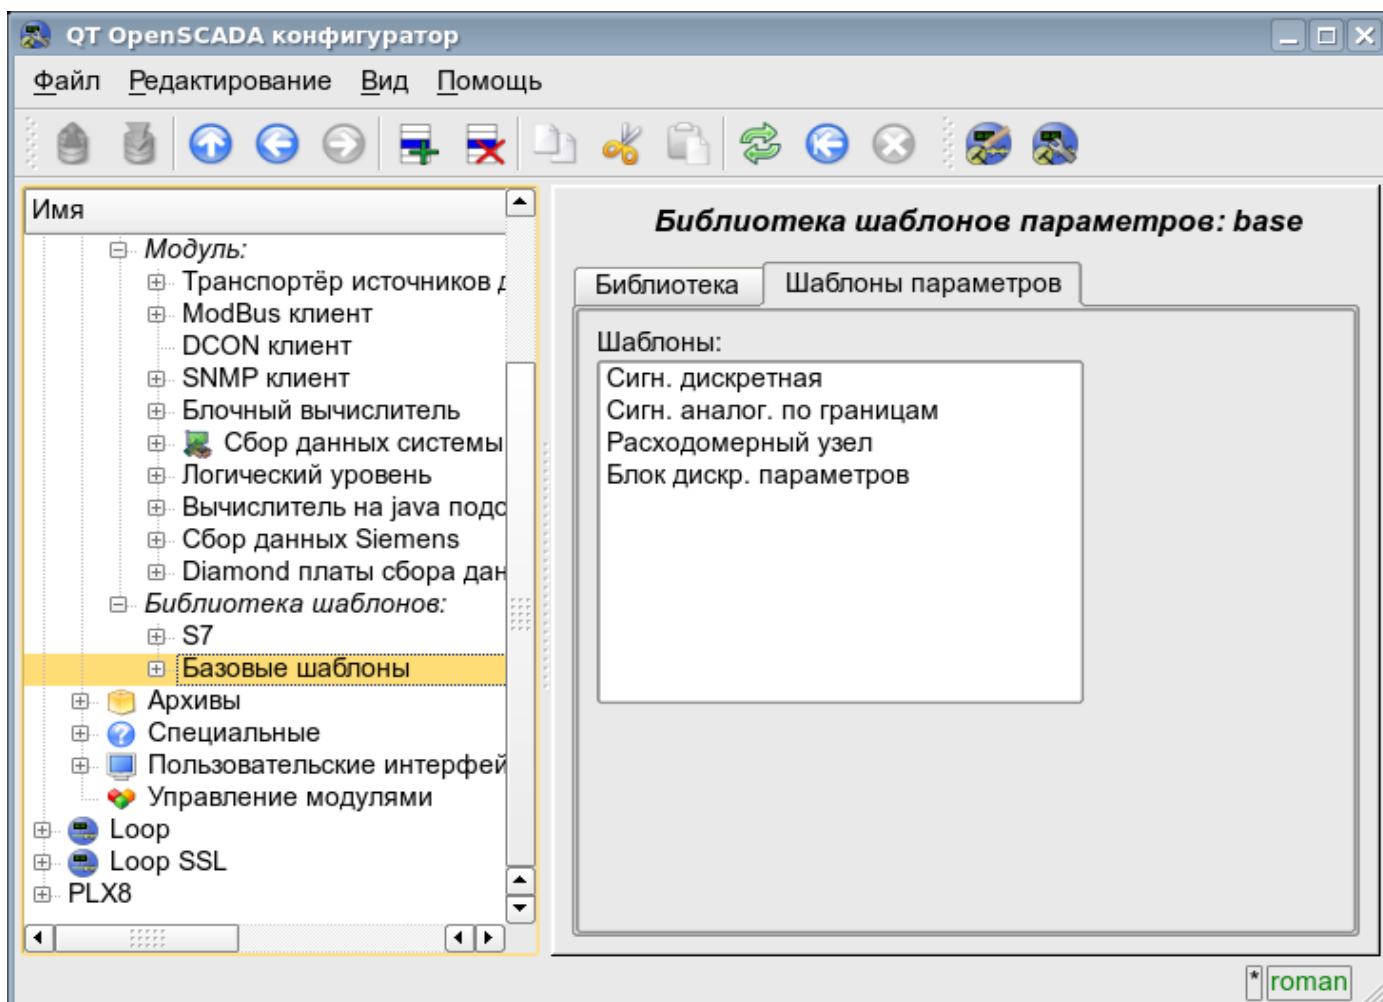 QT OpenSCADA конфигуратор
Файл Редактирование Вид Помощь
Имя
Модуль:
Транспортёр источников
ModBus клиент
DCON клиент
SNMP клиент
Блочный вычислитель
Сбор данных системы
Логический уровень
Вычислитель на java подс
Сбор данных Siemens
Diamond платы сбора дан
Библиотека шаблонов:
S7
Базовые шаблоны
Архивы
Специальные
Пользовательские интерфей
Управление модулями
Loop
Loop SSL
PLX8
Библиотека шаблонов параметров: base
Библиотека Шаблоны параметров
Шаблоны:
Сигн. дискретная
Сигн. аналог. по границам
Расходомерный узел
Блок дискр. параметров
* roman